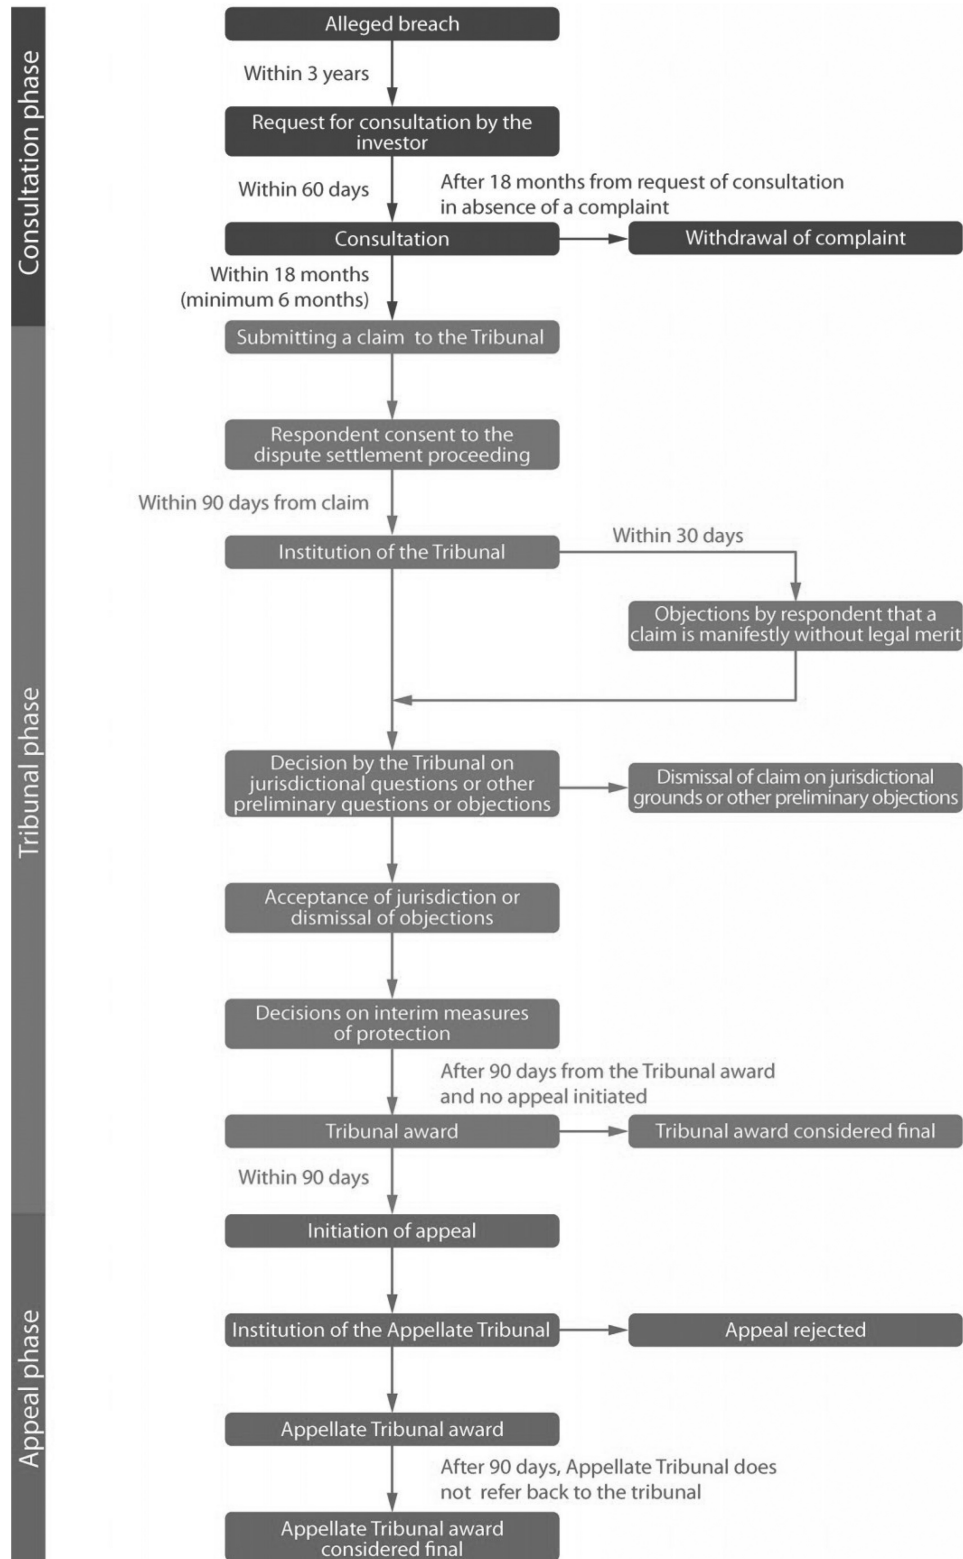 Consultation phase
Alleged breach
Within 3 years
Request for consultation by the
investor
Within 60 days
After 18 months from request of consultation
in absence of a complaint
Consultation
Withdrawal of complaint
Within 18 months
(minimum 6 months)
Tribunal phase
Submitting a claim to the Tribunal
Respondent consent to the
dispute settlement proceeding
Within 90 days from claim
Institution of the Tribunal
Within 30 days
Objections by respondent that a
claim is manifestly without legal merit
Decision by the Tribunal on
jurisdictional questions or other
preliminary questions or objections
Dismissal of claim on jurisdictional
grounds or other preliminary objections
Acceptance of jurisdiction or
dismissal of objections
Decisions on interim measures
of protection
After 90 days from the Tribunal award
and no appeal initiated
Tribunal award
Tribunal award considered final
Within 90 days
Appeal phase
Initiation of appeal
Institution of the Appellate Tribunal
Appeal rejected
Appellate Tribunal award
After 90 days, Appellate Tribunal does
not refer back to the tribunal
Appellate Tribunal award
considered final